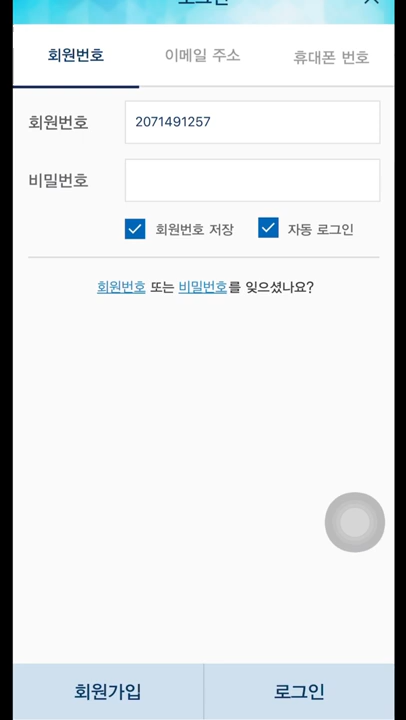 로그인
회원번호 이메일 주소 휴대폰 번호
회원번호 2071491257
비밀번호
회원번호 저장 자동 로그인
회원번호 또는 비밀번호를 잊으셨나요?
회원가입 로그인